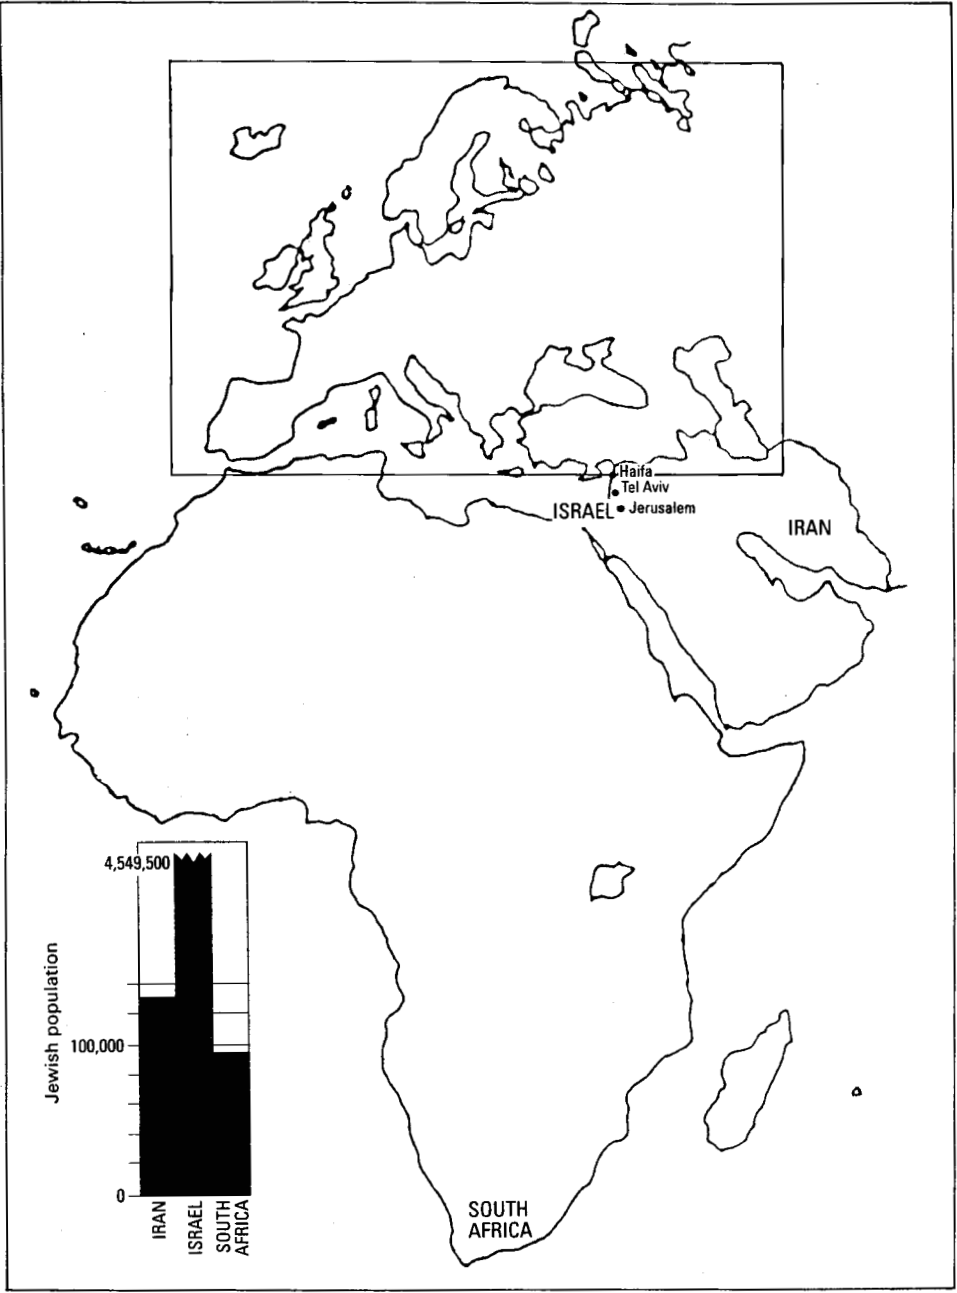 Haifa
Tel Aviv
ISRAEL
Jerusalem
IRAN
4,549,500
Jewish population
100,000
0
IRAN
ISRAEL
SOUTH
AFRICA
SOUTH
AFRICA